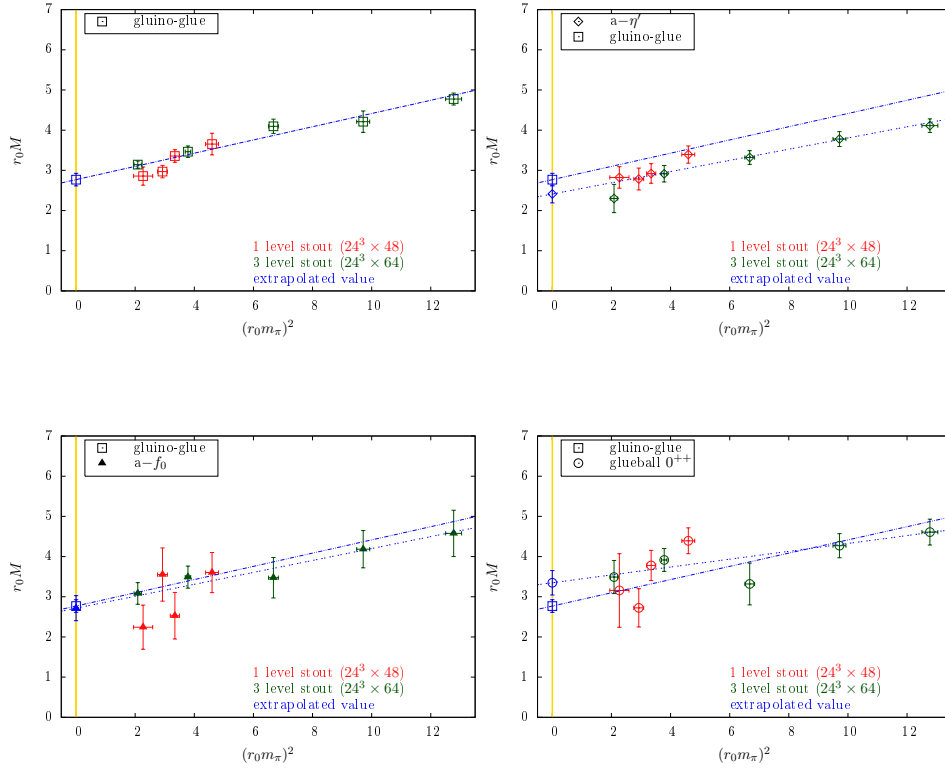 gluino-glue
7
6
5
4
3
2
1
0
r₀M
1 level stout (24³ × 48)
3 level stout (24³ × 64)
extrapolated value
0 2 4 6 8 10 12
(r₀m_π)²
a−η′
gluino-glue
7
6
5
4
3
2
1
0
r₀M
1 level stout (24³ × 48)
3 level stout (24³ × 64)
extrapolated value
0 2 4 6 8 10 12
(r₀m_π)²
gluino-glue
a−f₀
7
6
5
4
3
2
1
0
r₀M
1 level stout (24³ × 48)
3 level stout (24³ × 64)
extrapolated value
0 2 4 6 8 10 12
(r₀m_π)²
gluino-glue
glueball 0⁺⁺
7
6
5
4
3
2
1
0
r₀M
1 level stout (24³ × 48)
3 level stout (24³ × 64)
extrapolated value
0 2 4 6 8 10 12
(r₀m_π)²